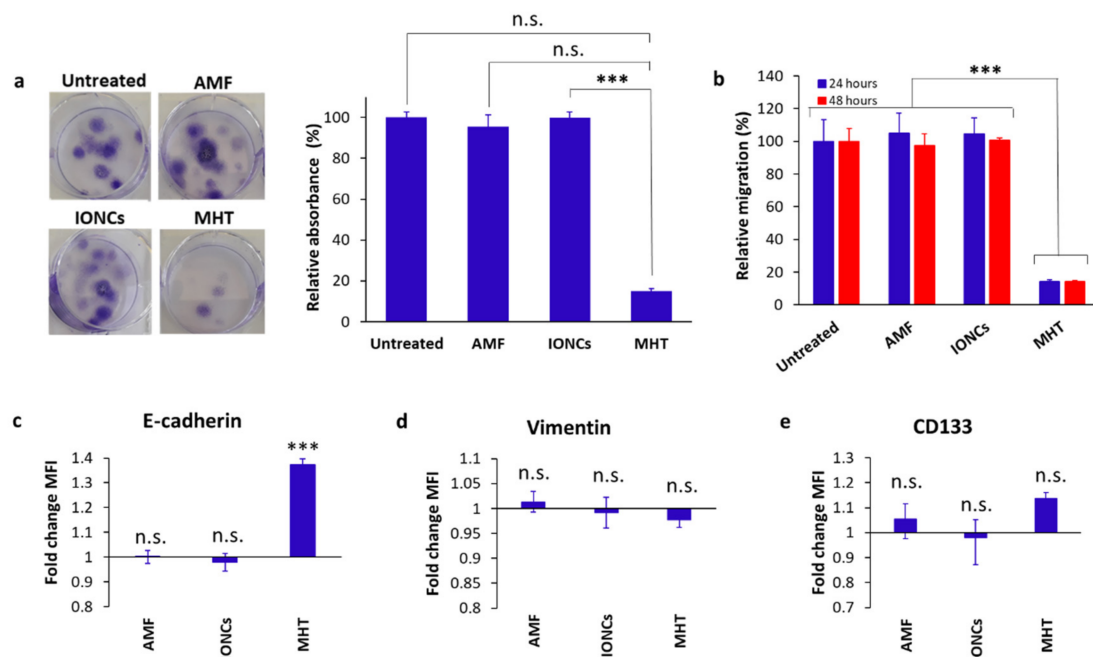 a
Untreated
AMF
IONCs
MHT
n.s.
n.s.
***
Relative absorbance (%)
120
100
80
60
40
20
0
Untreated
AMF
IONCs
MHT
b
24 hours
48 hours
***
Relative migration (%)
140
120
100
80
60
40
20
0
Untreated
AMF
IONCs
MHT
c
E-cadherin
Fold change MFI
1.4
1.3
1.2
1.1
1
0.9
0.8
n.s.
n.s.
***
AMF
ONCs
MHT
d
Vimentin
Fold change MFI
1.1
1.05
1
0.95
0.9
0.85
0.8
n.s.
n.s.
n.s.
AMF
IONCs
MHT
e
CD133
Fold change MFI
1.3
1.2
1.1
1
0.9
0.8
0.7
n.s.
n.s.
n.s.
AMF
ONCs
MHT